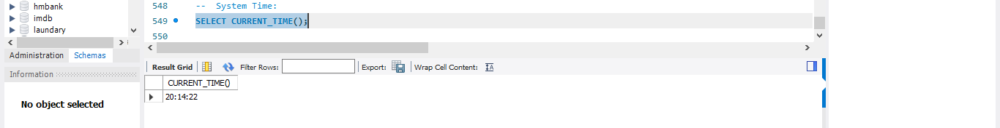 hmbank
imdb
laundary
Administration Schemas
Information
No object selected
548 -- System Time:
549 SELECT CURRENT_TIME();
550
Result Grid Filter Rows: Export: Wrap Cell Content: IA
CURRENT_TIME()
20:14:22